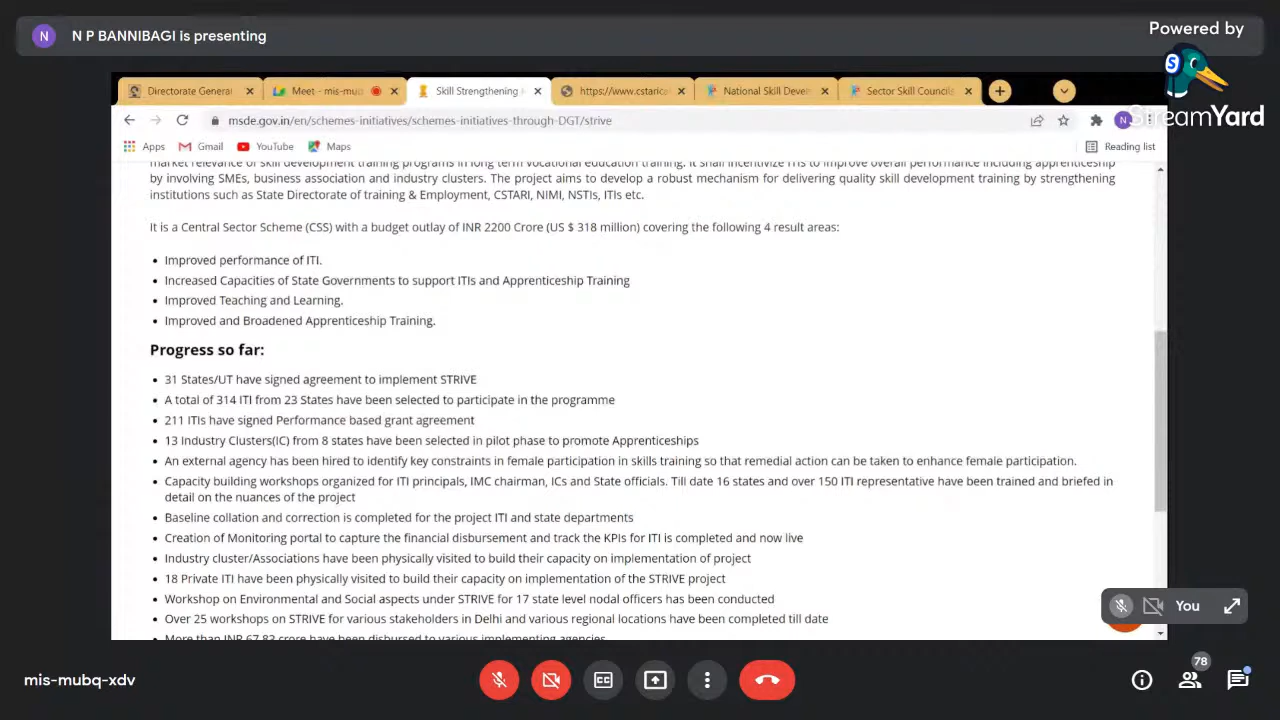 N
N P BANNIBAGI is presenting
Powered by
S
StreamYard
Directorate General
Meet - mis-mub
Skill Strengthening
https://www.cstaric
National Skill Deve
Sector Skill Councils
msde.gov.in/en/schemes-initiatives/schemes-initiatives-through-DGT/strive
N
Apps
Gmail
YouTube
Maps
Reading list
market relevance of skill development training programs in long term vocational education training. It shall incentivize ITIs to improve overall performance including apprenticeship
by involving SMEs, business association and industry clusters. The project aims to develop a robust mechanism for delivering quality skill development training by strengthening
institutions such as State Directorate of training & Employment, CSTARI, NIMI, NSTIs, ITIs etc.
It is a Central Sector Scheme (CSS) with a budget outlay of INR 2200 Crore (US $ 318 million) covering the following 4 result areas:
• Improved performance of ITI.
• Increased Capacities of State Governments to support ITIs and Apprenticeship Training
• Improved Teaching and Learning.
• Improved and Broadened Apprenticeship Training.
Progress so far:
• 31 States/UT have signed agreement to implement STRIVE
• A total of 314 ITI from 23 States have been selected to participate in the programme
• 211 ITIs have signed Performance based grant agreement
• 13 Industry Clusters(IC) from 8 states have been selected in pilot phase to promote Apprenticeships
• An external agency has been hired to identify key constraints in female participation in skills training so that remedial action can be taken to enhance female participation.
• Capacity building workshops organized for ITI principals, IMC chairman, ICs and State officials. Till date 16 states and over 150 ITI representative have been trained and briefed in
detail on the nuances of the project
• Baseline collation and correction is completed for the project ITI and state departments
• Creation of Monitoring portal to capture the financial disbursement and track the KPIs for ITI is completed and now live
• Industry cluster/Associations have been physically visited to build their capacity on implementation of project
• 18 Private ITI have been physically visited to build their capacity on implementation of the STRIVE project
• Workshop on Environmental and Social aspects under STRIVE for 17 state level nodal officers has been conducted
• Over 25 workshops on STRIVE for various stakeholders in Delhi and various regional locations have been completed till date
• More than INR 67.83 crore have been disbursed to various implementing agencies
You
mis-mubq-xdv
CC
78